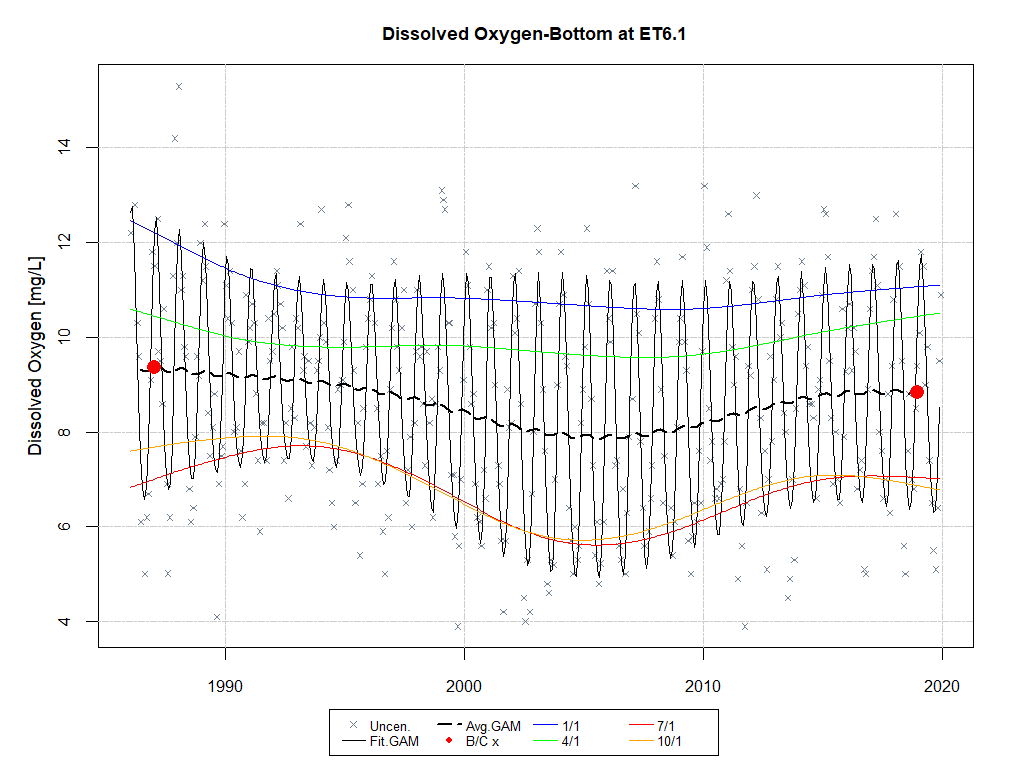 Dissolved Oxygen-Bottom at ET6.1
Dissolved Oxygen [mg/L]
14
12
10
8
6
4
1990 2000 2010 2020
Uncen. Avg.GAM 1/1 7/1
Fit.GAM B/C x 4/1 10/1